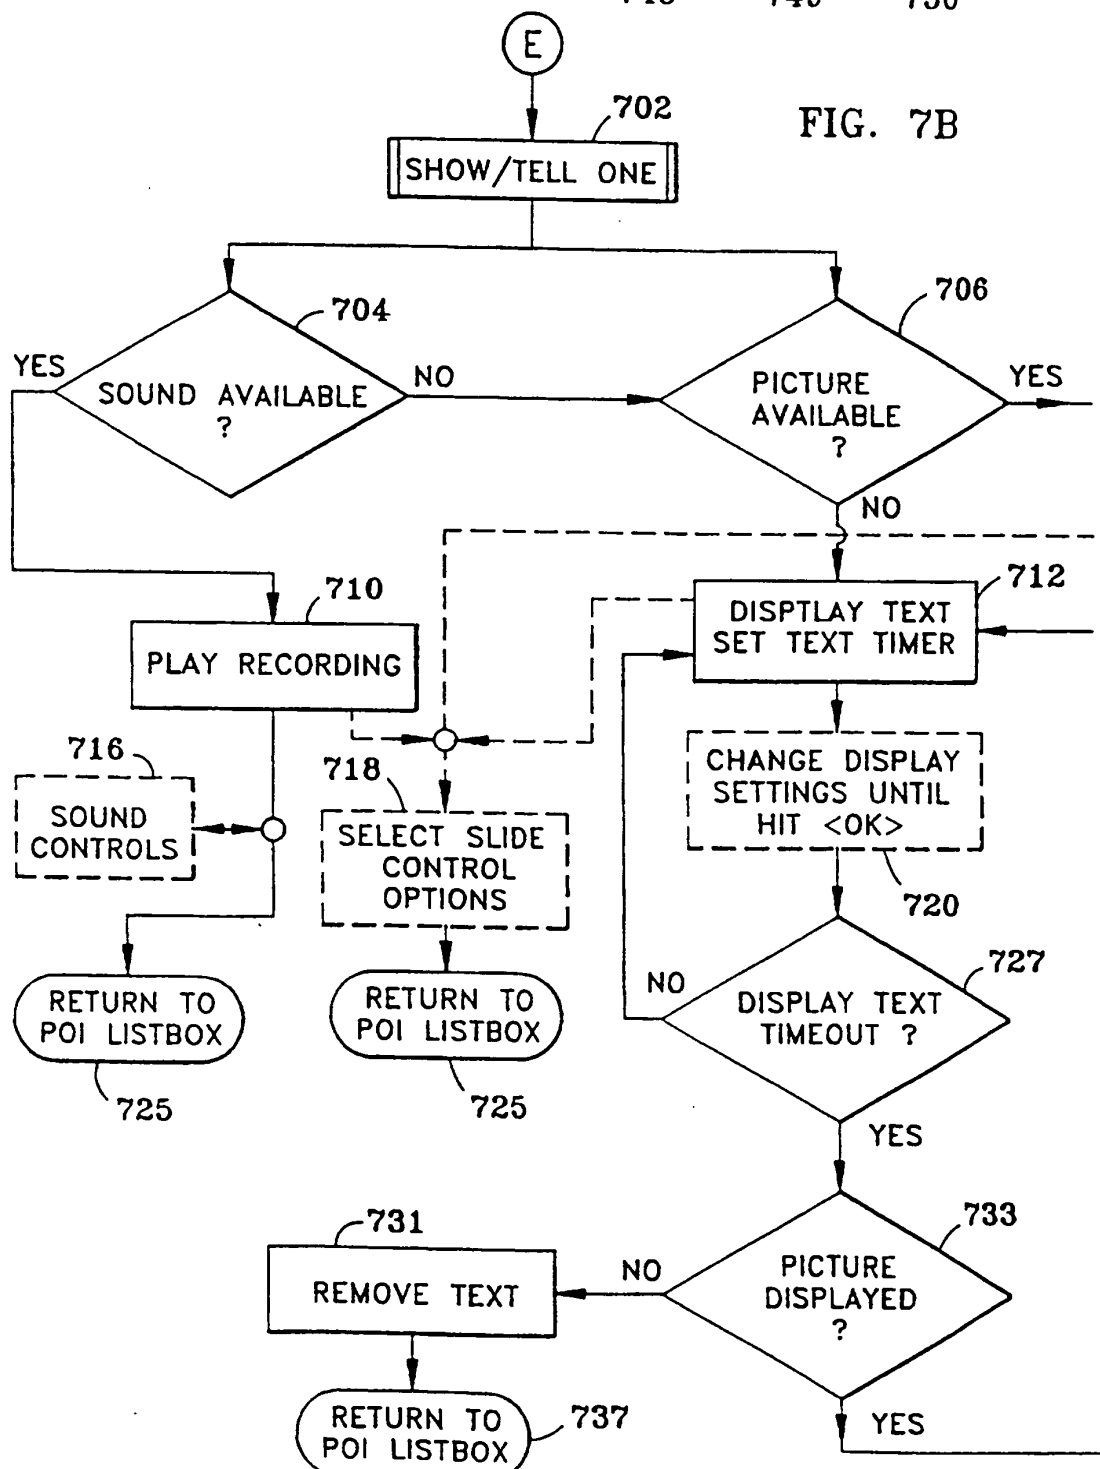 E
702
FIG. 7B
SHOW/TELL ONE
704
706
YES
SOUND AVAILABLE
?
NO
PICTURE
AVAILABLE
?
YES
NO
710
PLAY RECORDING
712
DISPTLAY TEXT
SET TEXT TIMER
716
SOUND
CONTROLS
718
SELECT SLIDE
CONTROL
OPTIONS
CHANGE DISPLAY
SETTINGS UNTIL
HIT <OK>
720
727
NO
DISPLAY TEXT
TIMEOUT ?
RETURN TO
POI LISTBOX
725
RETURN TO
POI LISTBOX
725
YES
731
REMOVE TEXT
NO
733
PICTURE
DISPLAYED
?
YES
RETURN TO
POI LISTBOX
737